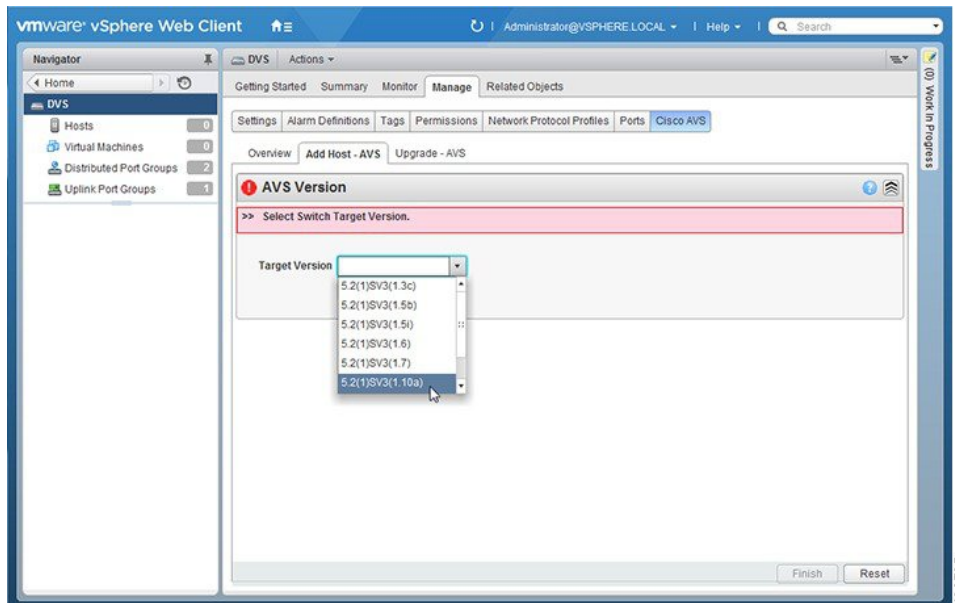 vmware® vSphere Web Client
Administrator@VSPHERE.LOCAL | Help | Search
Navigator
Home
DVS
Hosts 0
Virtual Machines 0
Distributed Port Groups 2
Uplink Port Groups 1
DVS Actions
Getting Started Summary Monitor Manage Related Objects
Settings Alarm Definitions Tags Permissions Network Protocol Profiles Ports Cisco AVS
Overview Add Host - AVS Upgrade - AVS
AVS Version
>> Select Switch Target Version.
Target Version
5.2(1)SV3(1.3c)
5.2(1)SV3(1.5b)
5.2(1)SV3(1.5i)
5.2(1)SV3(1.6)
5.2(1)SV3(1.7)
5.2(1)SV3(1.10a)
Finish Reset
(0) Work In Progress